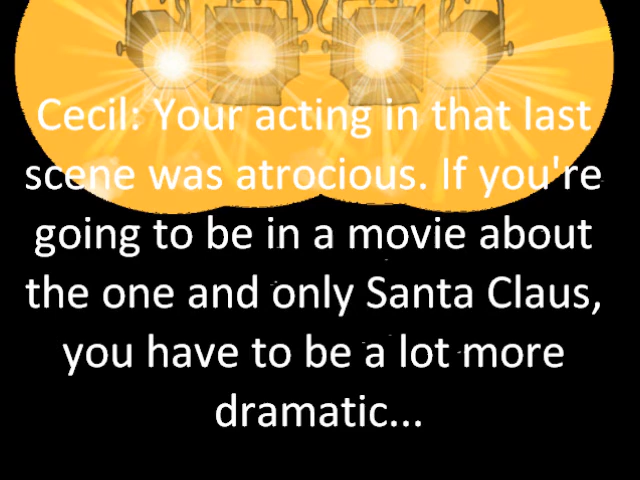 Cecil: Your acting in that last
scene was atrocious. If you're
going to be in a movie about
the one and only Santa Claus,
you have to be a lot more
dramatic...